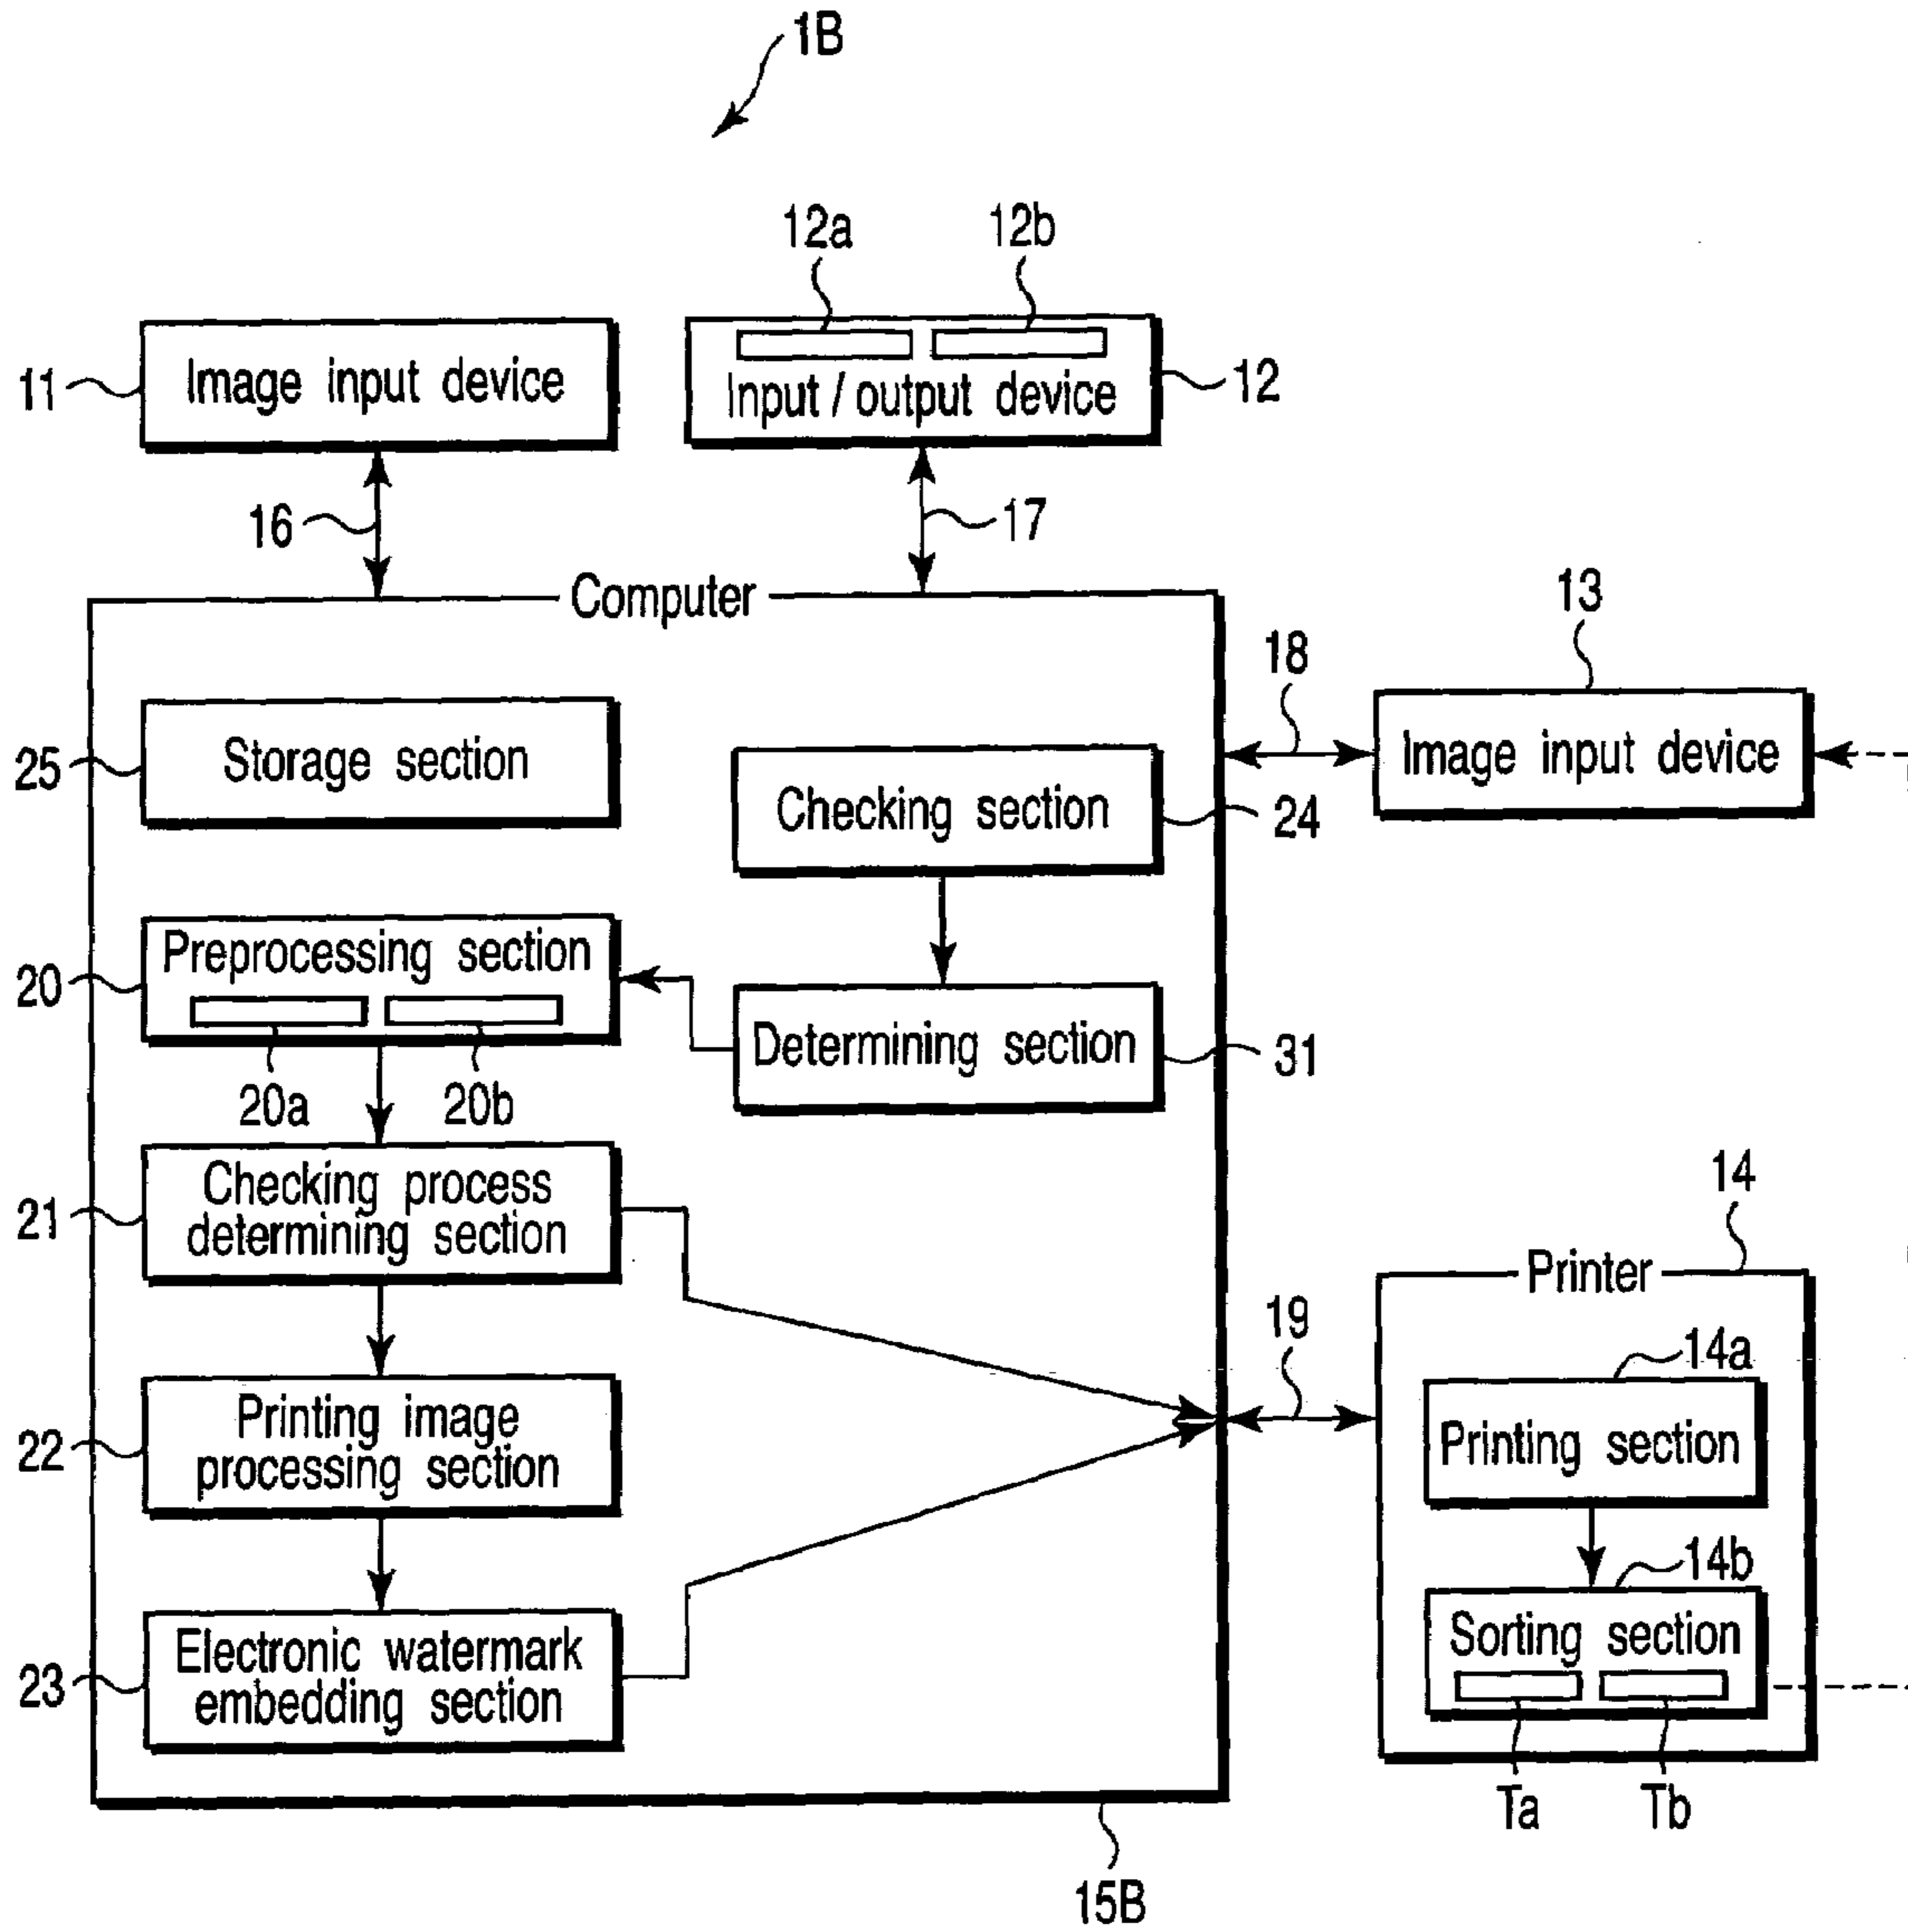 1B
12a
12b
11
Image input device
Input / output device
12
16
17
Computer
13
18
25
Storage section
Image input device
Checking section
24
20
Preprocessing section
20a
20b
Determining section
31
21
Checking process
determining section
14
Printer
19
14a
22
Printing image
processing section
Printing section
14b
23
Electronic watermark
embedding section
Sorting section
Ta
Tb
15B